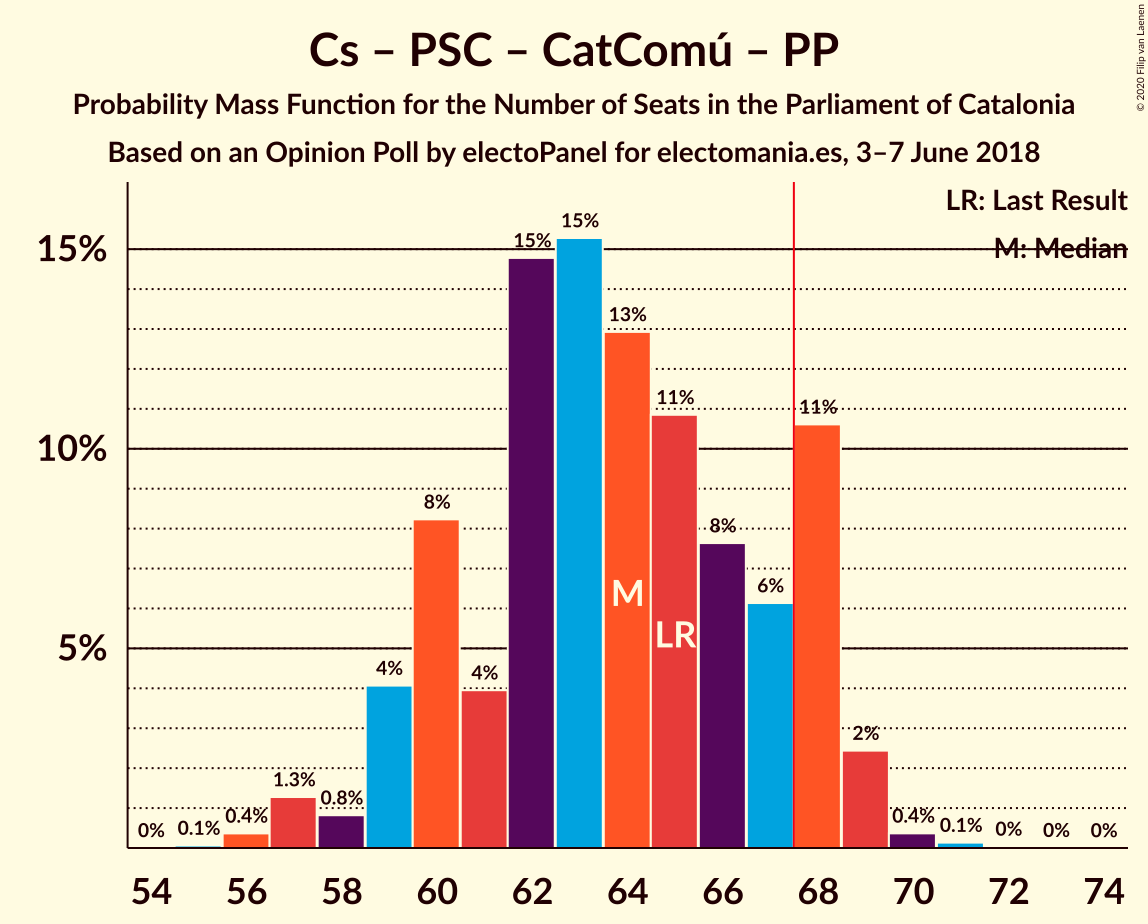 Cs – PSC – CatComú – PP
Probability Mass Function for the Number of Seats in the Parliament of Catalonia
Based on an Opinion Poll by electoPanel for electomania.es, 3–7 June 2018
© 2020 Filip van Laenen
LR: Last Result
M: Median
15%
10%
5%
0%
0.1%
0.4%
1.3%
0.8%
4%
8%
4%
15%
15%
13%
11%
8%
6%
11%
2%
0.4%
0.1%
0%
0%
0%
M
LR
54 56 58 60 62 64 66 68 70 72 74